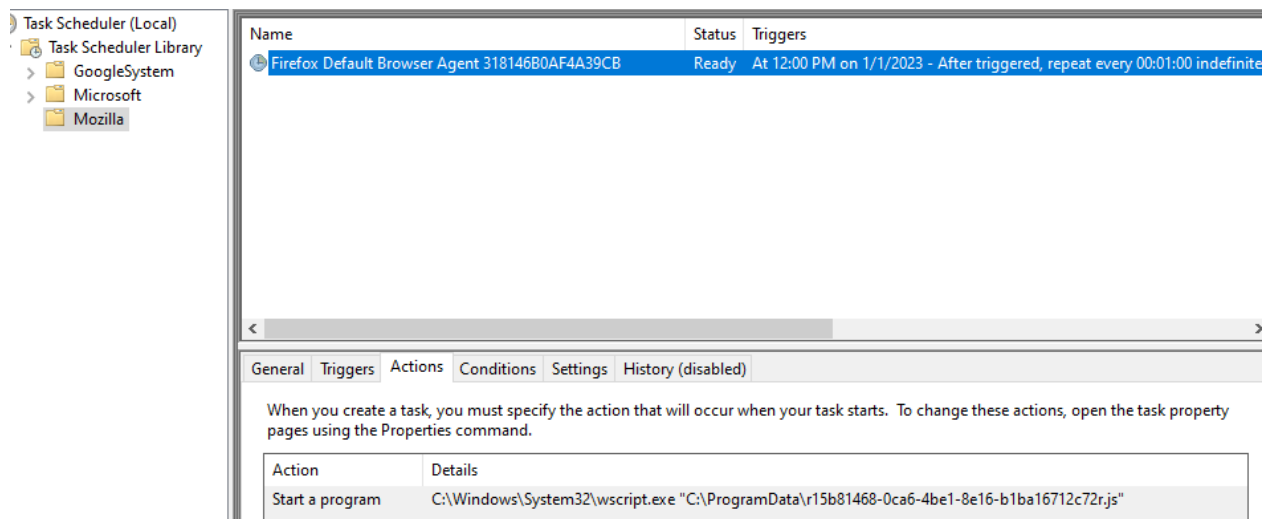 Task Scheduler (Local)
Task Scheduler Library
GoogleSystem
Microsoft
Mozilla
Name Status Triggers
Firefox Default Browser Agent 318146B0AF4A39CB Ready At 12:00 PM on 1/1/2023 - After triggered, repeat every 00:01:00 indefinite
General Triggers Actions Conditions Settings History (disabled)
When you create a task, you must specify the action that will occur when your task starts. To change these actions, open the task property
pages using the Properties command.
Action Details
Start a program C:\Windows\System32\wscript.exe "C:\ProgramData\r15b81468-0ca6-4be1-8e16-b1ba16712c72r.js"